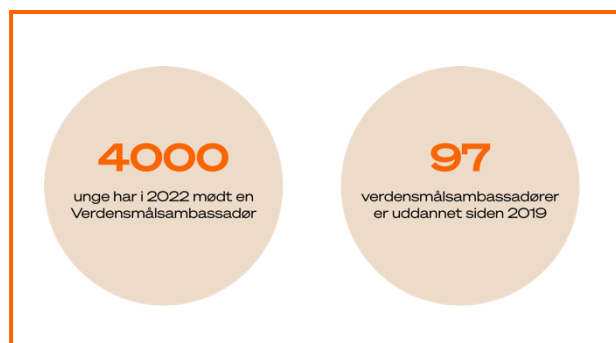 4000
unge har i 2022 mødt en
Verdensmålsambassadør
97
verdensmålsambassadører
er uddannet siden 2019